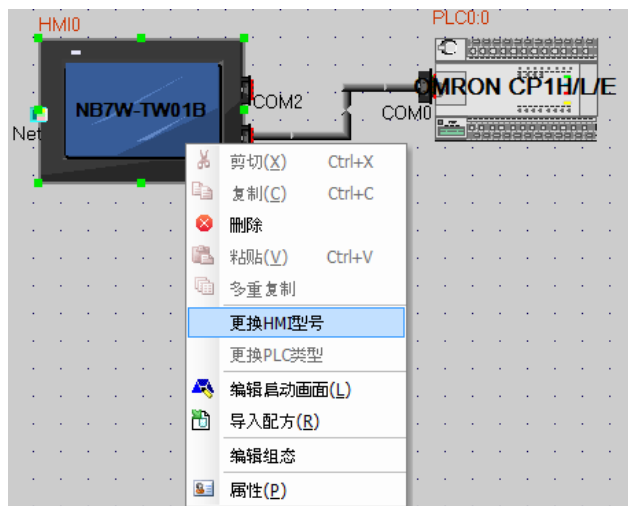 HMI0
PLC0:0
NB7W-TW01B
COM2
COM0
OMRON CP1H/L/E
Net
剪切(X) Ctrl+X
复制(C) Ctrl+C
删除
粘贴(V) Ctrl+V
多重复制
更换HMI型号
更换PLC类型
编辑启动画面(L)
导入配方(R)
编辑组态
属性(P)